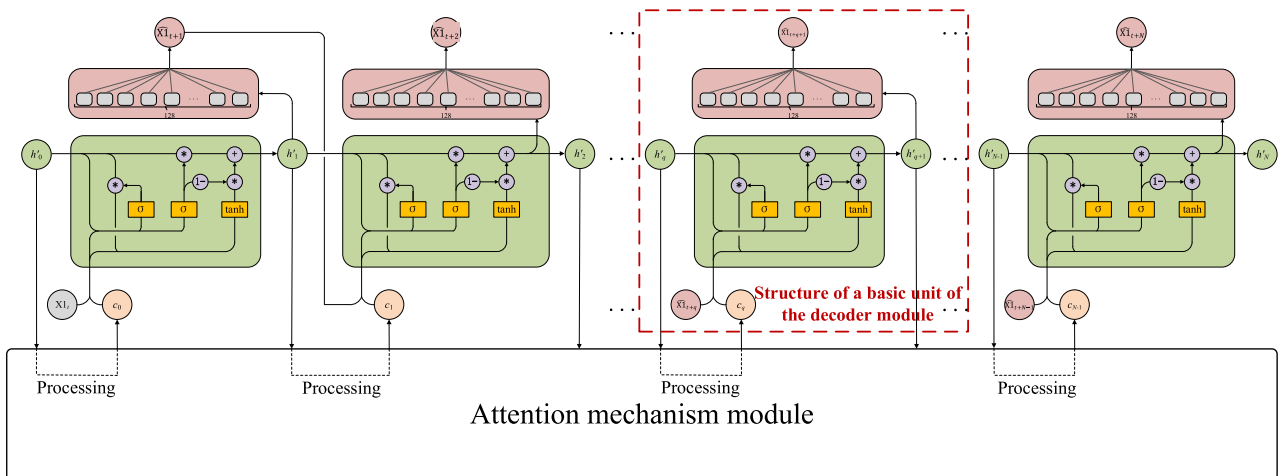 X̂1ₜ₊₁ X̂1ₜ₊₂ ... X̂1ₜ₊q₊₁ ... X̂1ₜ₊N
... ...
128 128 128 128
h'₀ h'₁ h'₂ ... h'q h'q₊₁ ... h'N₋₁ h'N
* + * + * + * +
* 1− * * 1− * * 1− * * 1− *
σ σ tanh σ σ tanh σ σ tanh σ σ tanh
X1ₜ c₀ c₁ ... X̂1ₜ₊q cq ... X̂1ₜ₊N₋₁ cN₋₁
Structure of a basic unit of
the decoder module
Processing Processing Processing Processing
Attention mechanism module